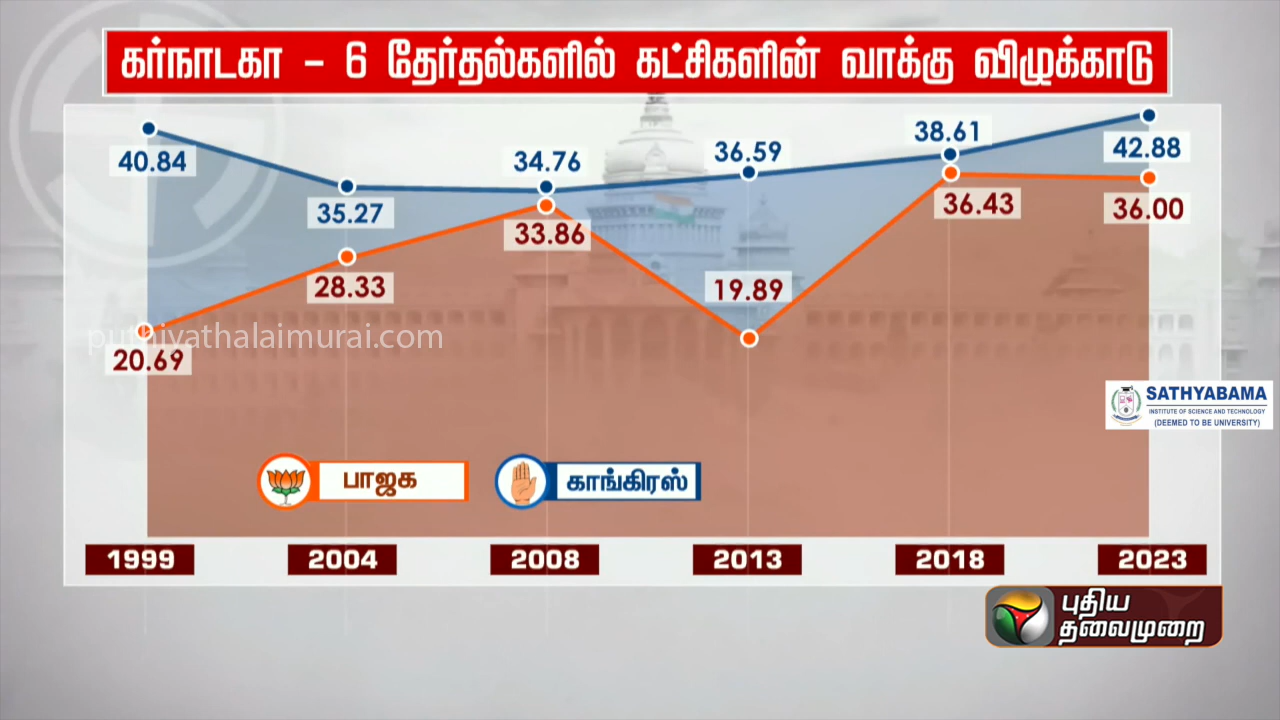 கர்நாடகா - 6 தேர்தல்களில் கட்சிகளின் வாக்கு விழுக்காடு
40.84
35.27
34.76
36.59
38.61
42.88
20.69
28.33
33.86
19.89
36.43
36.00
puthiyathalaimurai.com
SATHYABAMA
INSTITUTE OF SCIENCE AND TECHNOLOGY
(DEEMED TO BE UNIVERSITY)
பாஜக
காங்கிரஸ்
1999
2004
2008
2013
2018
2023
புதிய
தலைமுறை